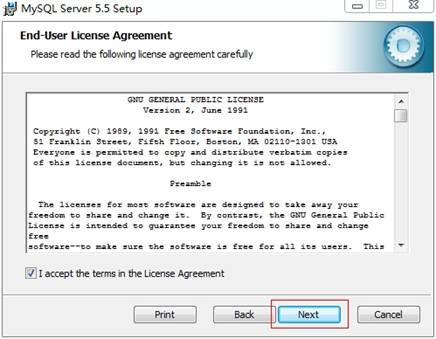 MySQL Server 5.5 Setup
End-User License Agreement
Please read the following license agreement carefully
GNU GENERAL PUBLIC LICENSE
Version 2, June 1991
Copyright (C) 1989, 1991 Free Software Foundation, Inc.,
51 Franklin Street, Fifth Floor, Boston, MA 02110-1301 USA
Everyone is permitted to copy and distribute verbatim copies
of this license document, but changing it is not allowed.
Preamble
The licenses for most software are designed to take away your
freedom to share and change it.  By contrast, the GNU General Public
License is intended to guarantee your freedom to share and change
free
software--to make sure the software is free for all its users.  This
I accept the terms in the License Agreement
Print Back Next Cancel